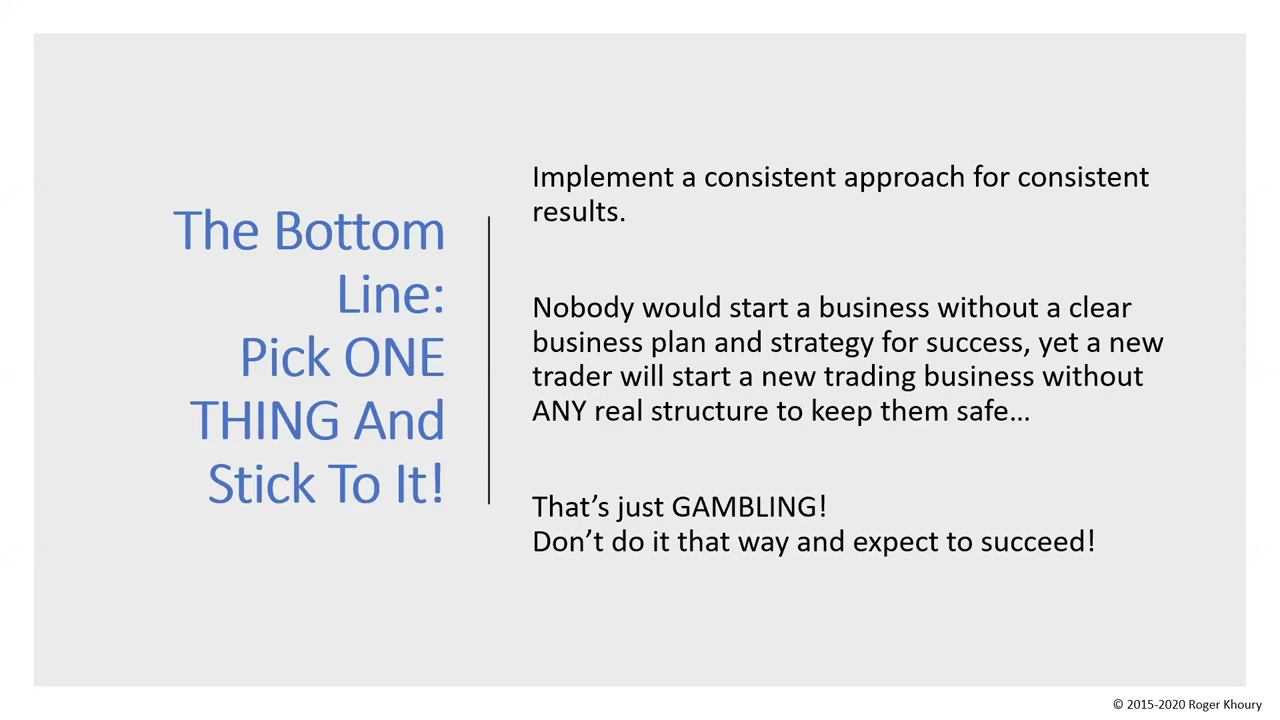 The Bottom
Line:
Pick ONE
THING And
Stick To It!
Implement a consistent approach for consistent
results.
Nobody would start a business without a clear
business plan and strategy for success, yet a new
trader will start a new trading business without
ANY real structure to keep them safe…
That’s just GAMBLING!
Don’t do it that way and expect to succeed!
© 2015-2020 Roger Khoury